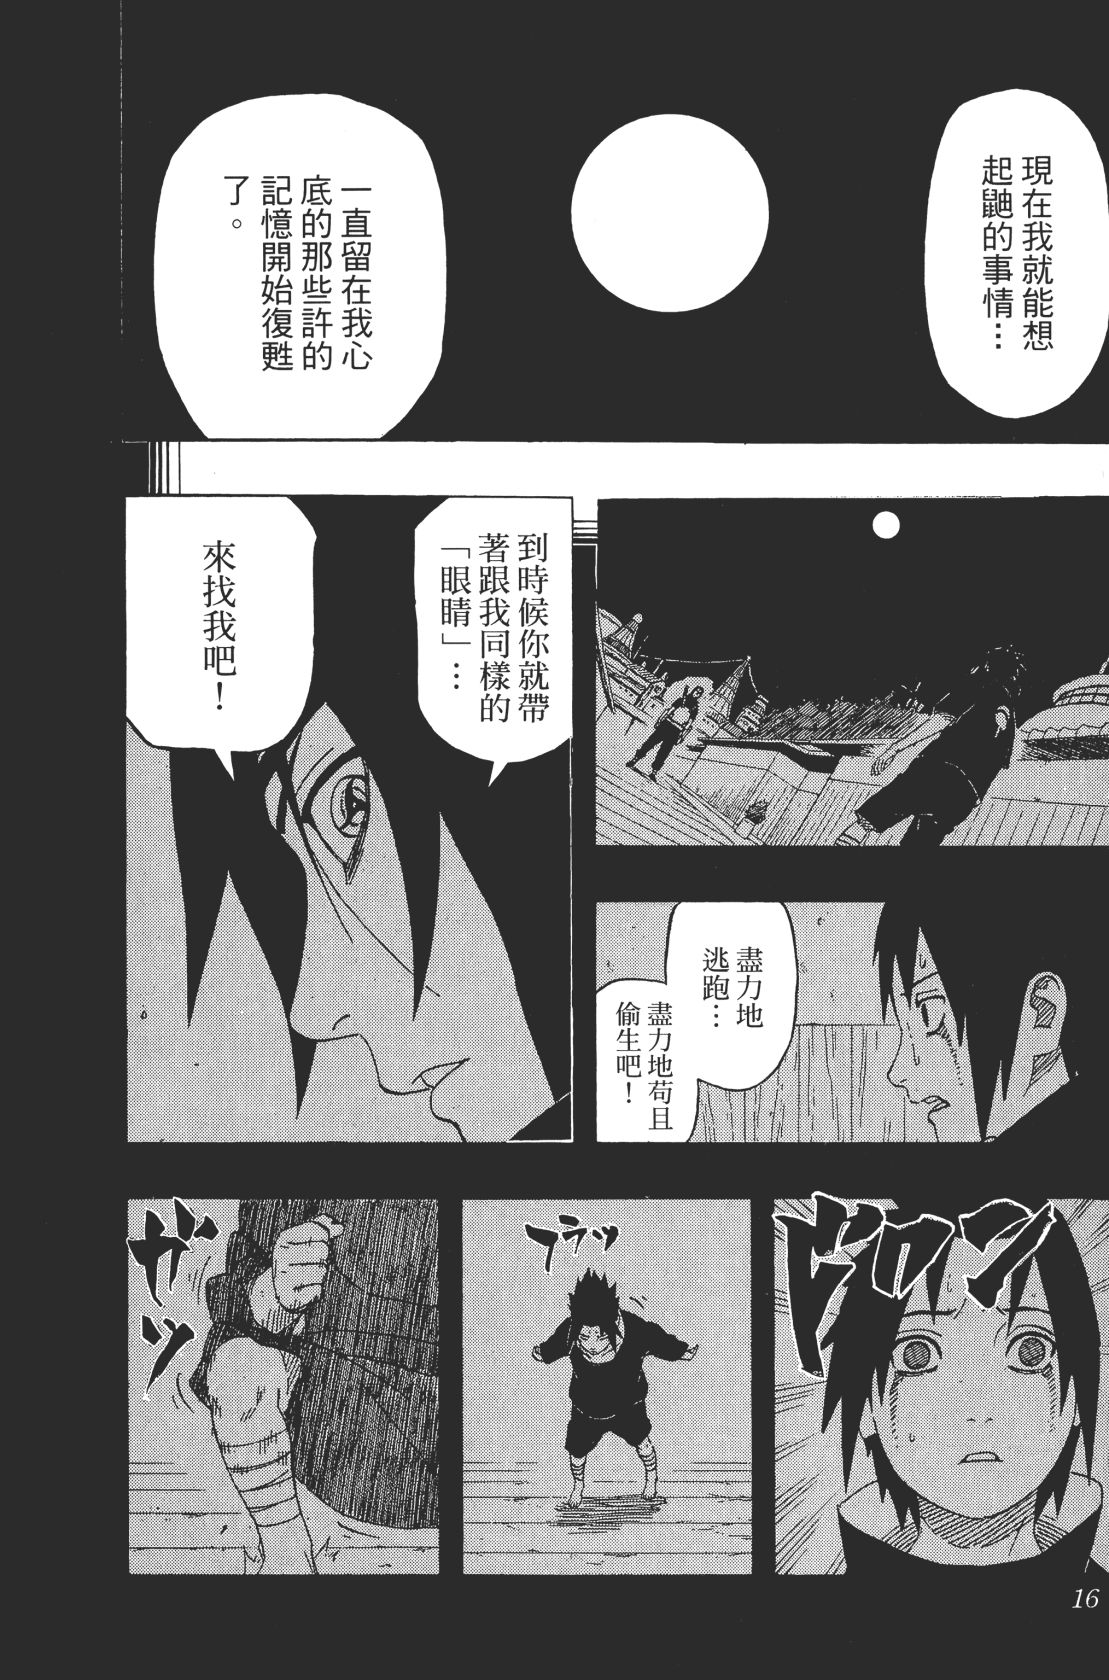 現在我就能想
起鼬的事情…
一直留在我心
底的那些許的
記憶開始復甦
了。
到時候你就帶
著跟我同樣的
「眼睛」…
來找我吧！
盡力地
逃跑…
盡力地苟且
偷生吧！
ドロン
フラッ
ガッ
16